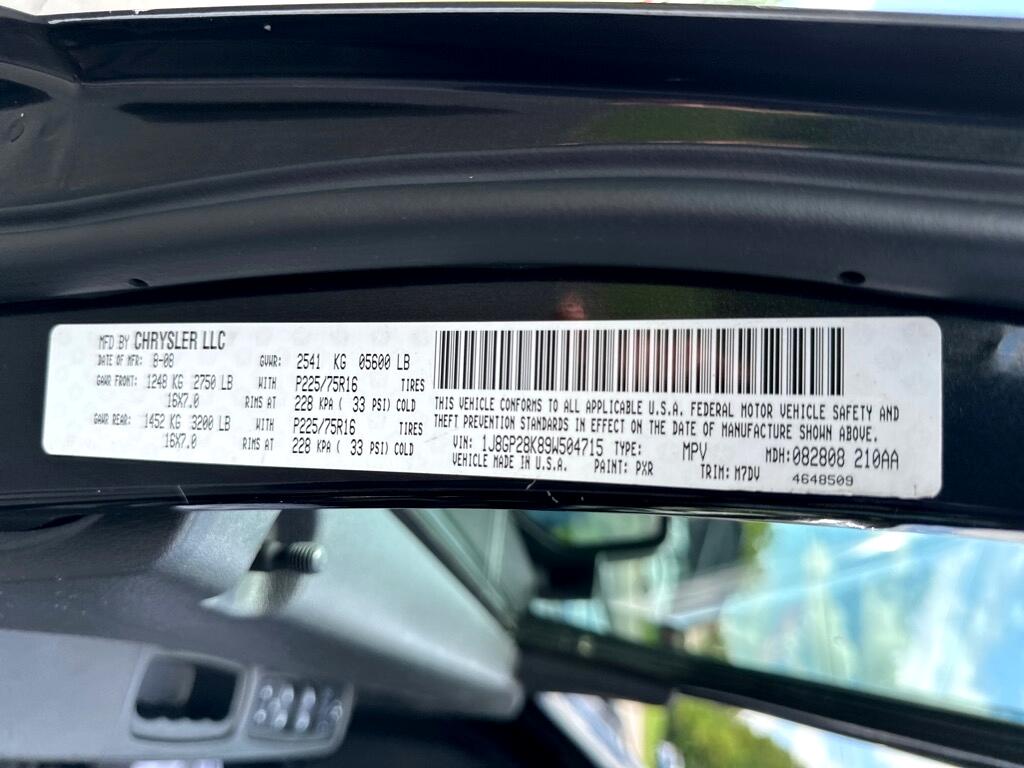 MFD BY CHRYSLER LLC
DATE OF MFR: 8-08 GVWR: 2541 KG 05600 LB
GAWR FRONT: 1248 KG 2750 LB WITH P225/75R16 TIRES
16X7.0 RIMS AT 228 KPA ( 33 PSI) COLD
GAWR REAR: 1452 KG 3200 LB WITH P225/75R16 TIRES
16X7.0 RIMS AT 228 KPA ( 33 PSI) COLD
THIS VEHICLE CONFORMS TO ALL APPLICABLE U.S.A. FEDERAL MOTOR VEHICLE SAFETY AND
THEFT PREVENTION STANDARDS IN EFFECT ON THE DATE OF MANUFACTURE SHOWN ABOVE.
VIN: 1J8GP28K89W504715 TYPE: MPV MDH:082808 210AA
VEHICLE MADE IN U.S.A. PAINT: PXR TRIM: M7DV 4648509